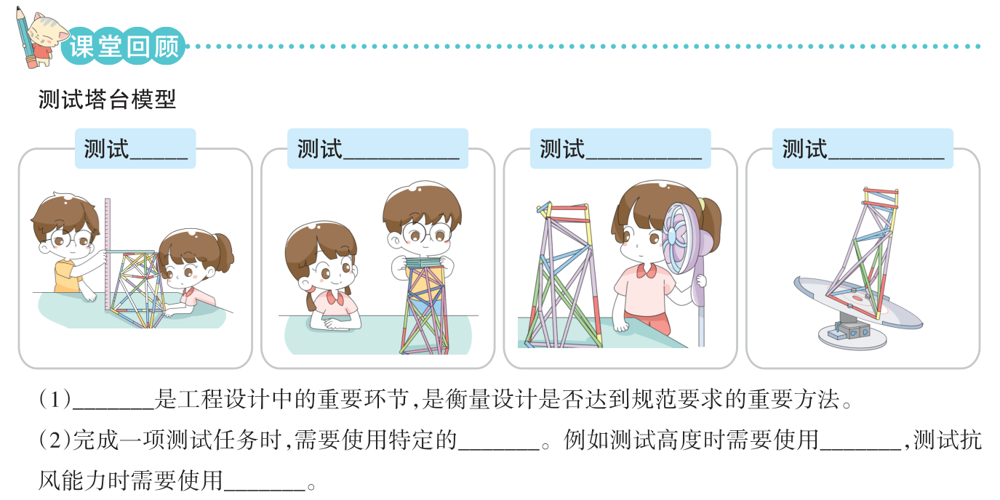 课堂回顾
测试塔台模型
测试_____
测试__________
测试__________
测试__________
(1)_______是工程设计中的重要环节,是衡量设计是否达到规范要求的重要方法。
(2)完成一项测试任务时,需要使用特定的_______。例如测试高度时需要使用_______,测试抗
风能力时需要使用_______。